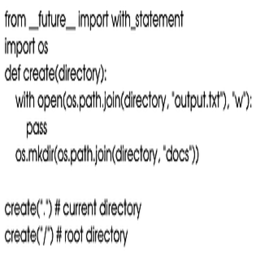 from __future__ import with_statement
import os
def create(directory):
    with open(os.path.join(directory, "output.txt"), "w"):
        pass
    os.mkdir(os.path.join(directory, "docs"))

create(".") # current directory
create("/") # root directory